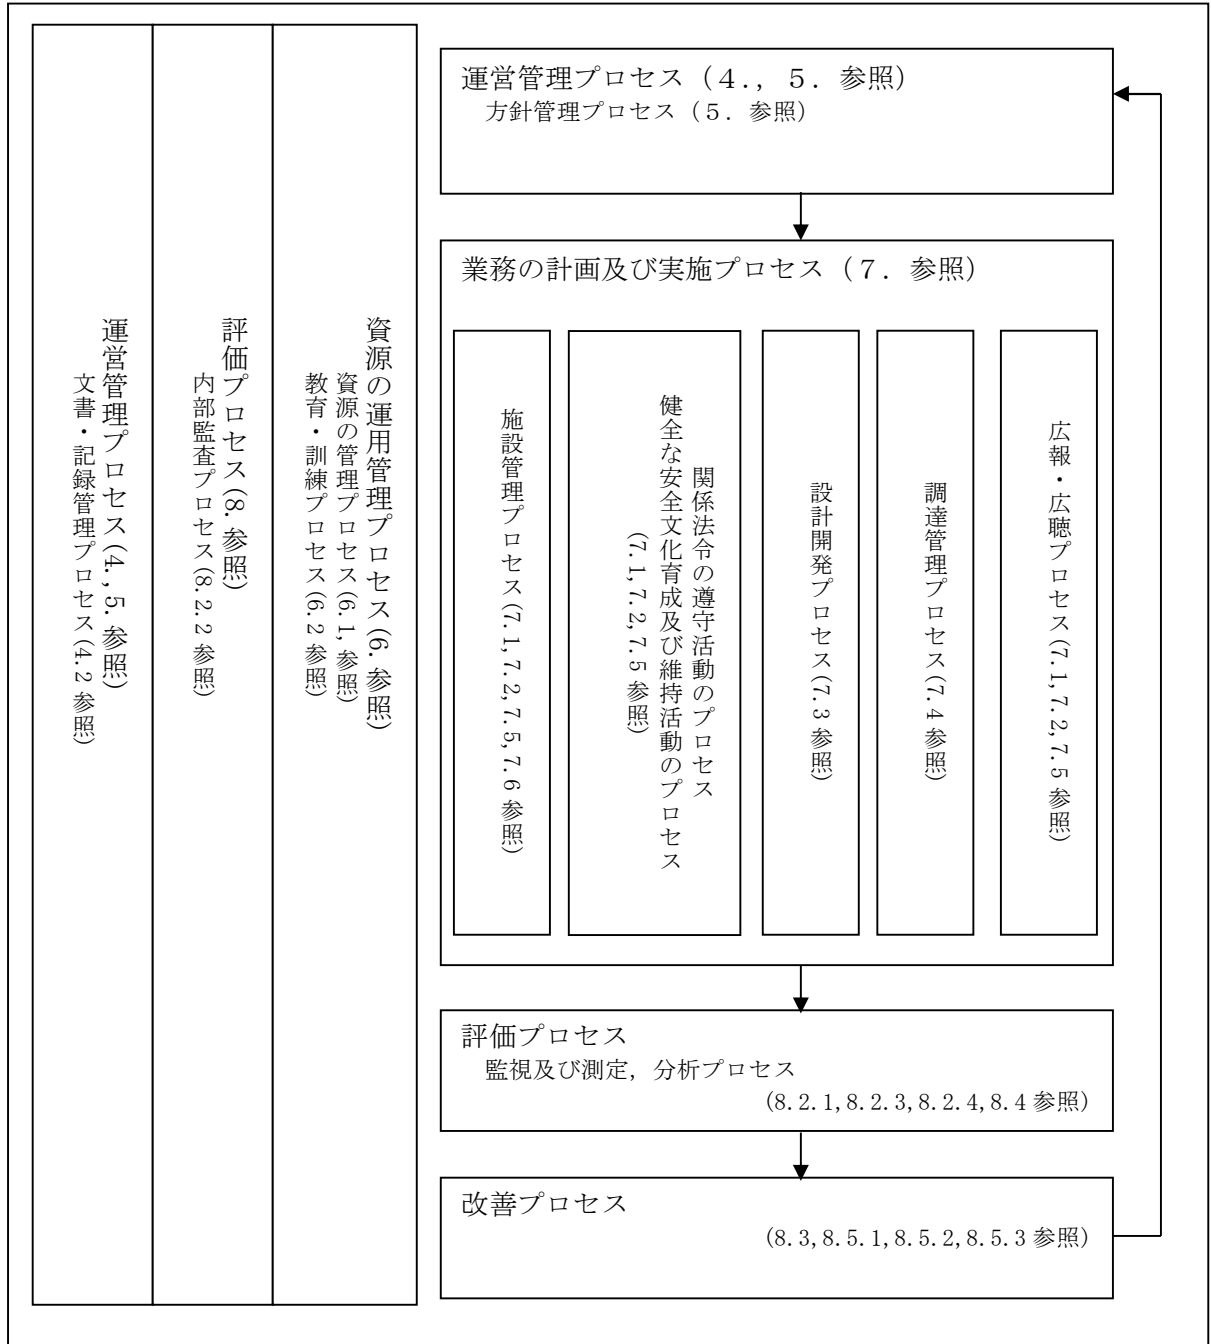 運営管理プロセス(4.,5.参照)
文書・記録管理プロセス(4.2 参照)
評価プロセス(8.参照)
内部監査プロセス(8.2.2 参照)
資源の運用管理プロセス(6.参照)
資源の管理プロセス(6.1,参照)
教育・訓練プロセス(6.2 参照)
運営管理プロセス(4.,5.参照)
方針管理プロセス(5.参照)
業務の計画及び実施プロセス(7.参照)
施設管理プロセス(7.1,7.2,7.5,7.6 参照)
関係法令の遵守活動のプロセス
健全な安全文化育成及び維持活動のプロセス
(7.1,7.2,7.5 参照)
設計開発プロセス(7.3 参照)
調達管理プロセス(7.4 参照)
広報・広聴プロセス(7.1,7.2,7.5 参照)
評価プロセス
監視及び測定,分析プロセス
(8.2.1,8.2.3,8.2.4,8.4 参照)
改善プロセス
(8.3,8.5.1,8.5.2,8.5.3 参照)